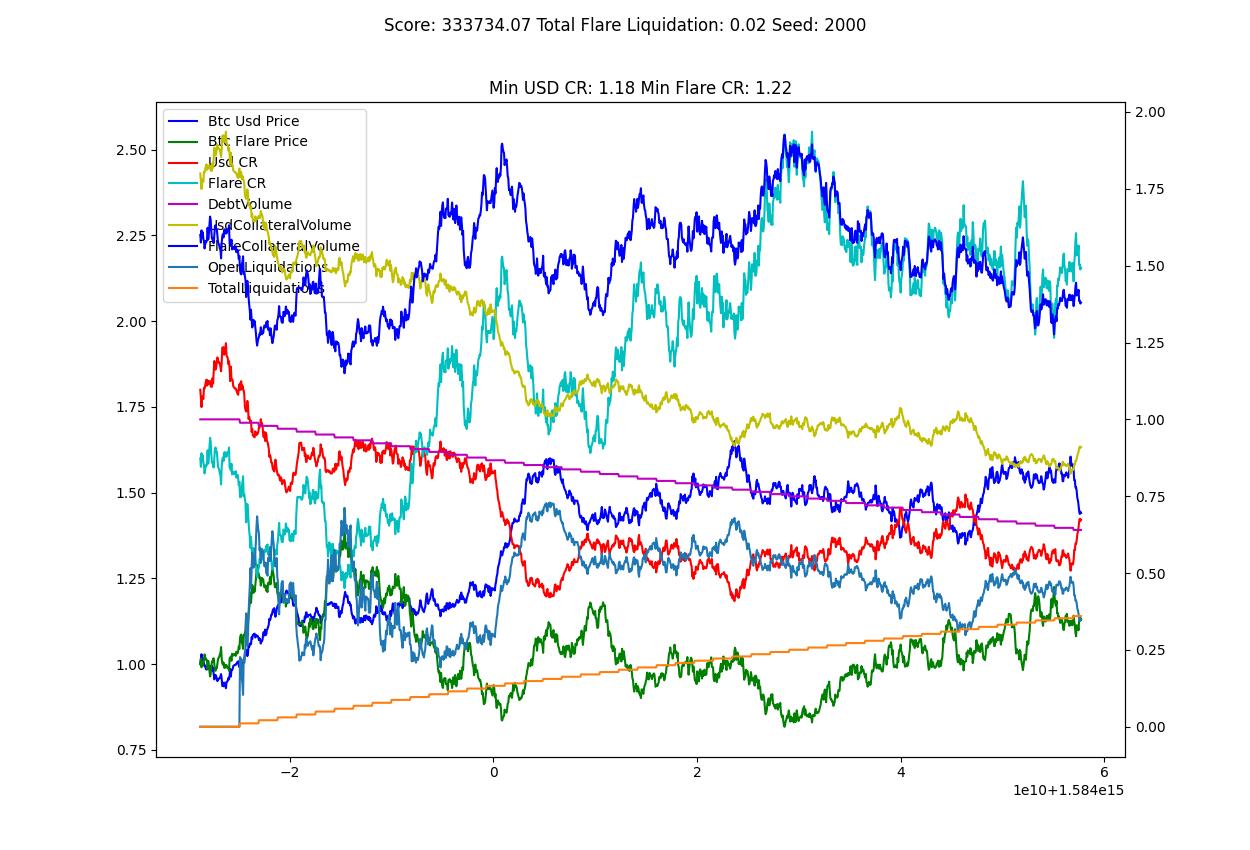 Score: 333734.07 Total Flare Liquidation: 0.02 Seed: 2000
Min USD CR: 1.18 Min Flare CR: 1.22
Btc Usd Price
Btc Flare Price
Usd CR
Flare CR
DebtVolume
UsdCollateralVolume
FlareCollateralVolume
OpenLiquidations
TotalLiquidations
2.50
2.25
2.00
1.75
1.50
1.25
1.00
0.75
2.00
1.75
1.50
1.25
1.00
0.75
0.50
0.25
0.00
−2
0
2
4
6
1e10+1.584e15